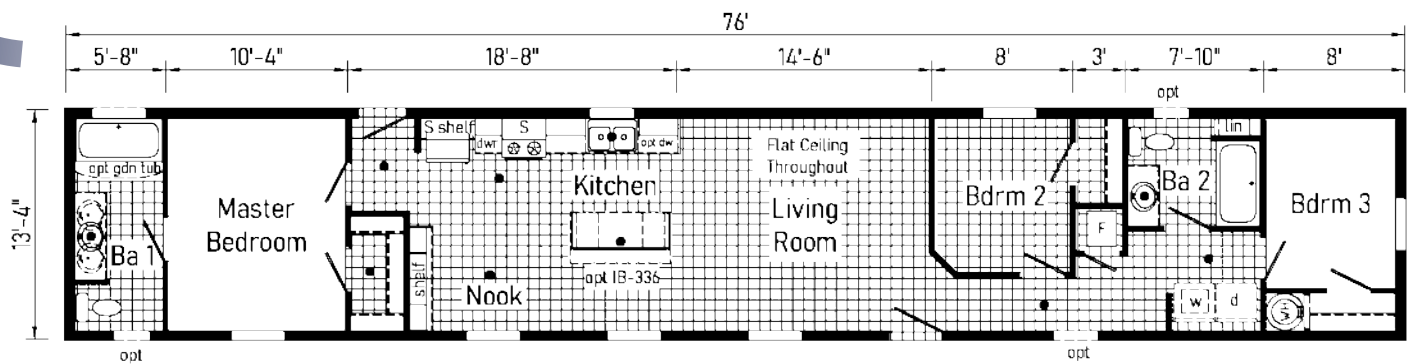 76'
5'-8" 10'-4" 18'-8" 14'-6" 8' 3' 7'-10" 8'
opt
13'-4"
S shelf
dwr
S
opt dw
Flat Ceiling
Throughout
lin
opt gdn tub
Kitchen
Ba 2
Master
Bedroom
Living
Room
Bdrm 2
Bdrm 3
F
Ba 1
shelf
opt IB-336
Nook
w d
WH
opt
opt